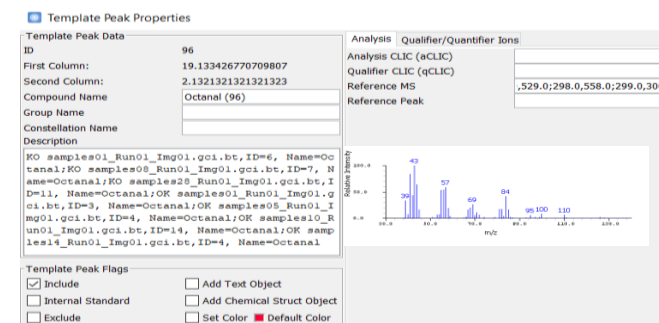 Template Peak Properties
Template Peak Data
ID 96
First Column: 19.133426770709807
Second Column: 2.1321321321321323
Compound Name Octanal (96)
Group Name
Constellation Name
Description
KO samples01_Run01_Img01.gci.bt,ID=6, Name=Oc
tanal;KO samples08_Run01_Img01.gci.bt,ID=7, N
ame=Octanal;KO samples28_Run01_Img01.gci.bt,I
D=11, Name=Octanal;OK samples01_Run01_Img01.g
ci.bt,ID=3, Name=Octanal;OK samples05_Run01_I
mg01.gci.bt,ID=4, Name=Octanal;OK samples10_R
un01_Img01.gci.bt,ID=14, Name=Octanal;OK samp
les14_Run01_Img01.gci.bt,ID=4, Name=Octanal
Template Peak Flags
Include Add Text Object
Internal Standard Add Chemical Struct Object
Exclude Set Color Default Color
Analysis Qualifier/Quantifier Ions
Analysis CLIC (aCLIC)
Qualifier CLIC (qCLIC)
Reference MS ,529.0;298.0,558.0;299.0,30
Reference Peak
Relative Intensity
43
57
39
69
84
95 100 110
m/z